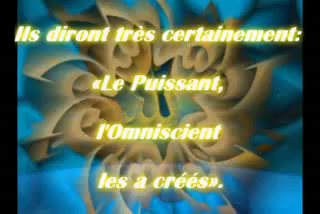 Ils diront très certainement:
«Le Puissant,
l'Omniscient
les a créés».